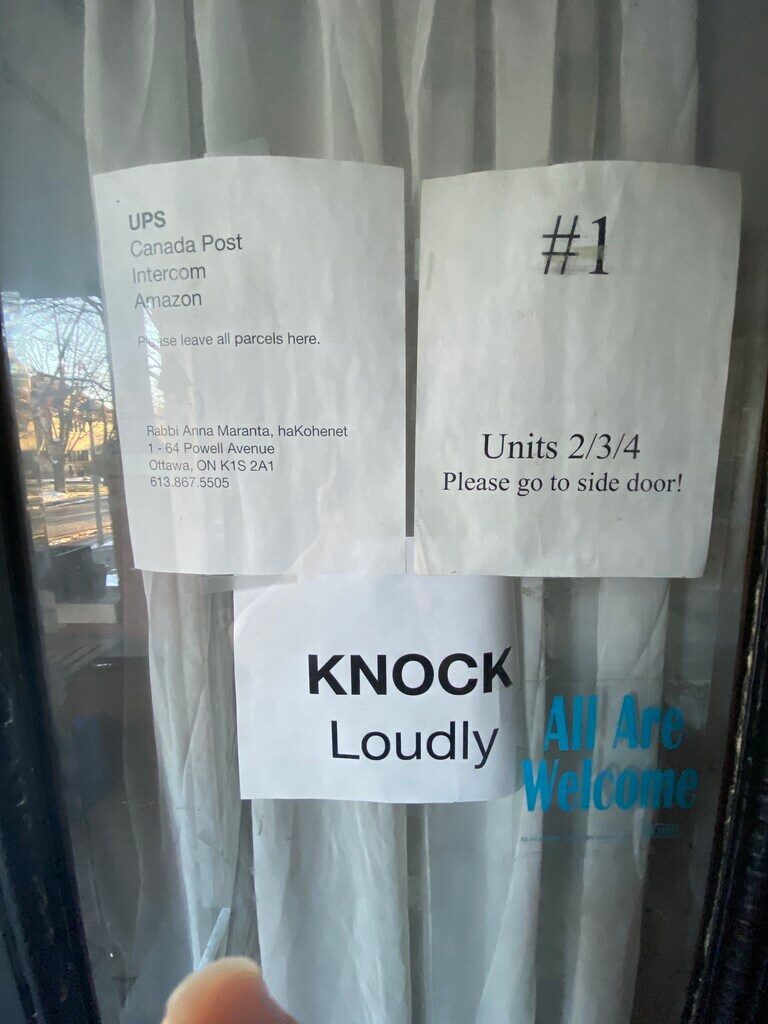 UPS
Canada Post
Intercom
Amazon
Please leave all parcels here.
Rabbi Anna Maranta, haKohenet
1 - 64 Powell Avenue
Ottawa, ON K1S 2A1
613.867.5505
#1
Units 2/3/4
Please go to side door!
KNOCK
Loudly
All Are
Welcome